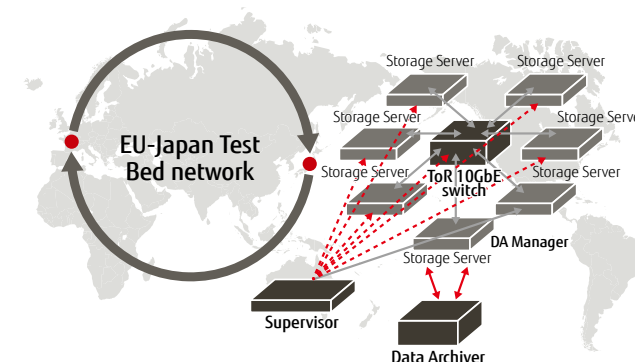 Storage Server
Storage Server
Storage Server
Storage Serve
EU-Japan Test
Bed network
Storage Server
ToR 10GbE
switch
Storage Server
DA Manager
Storage Server
Supervisor
Data Archiver